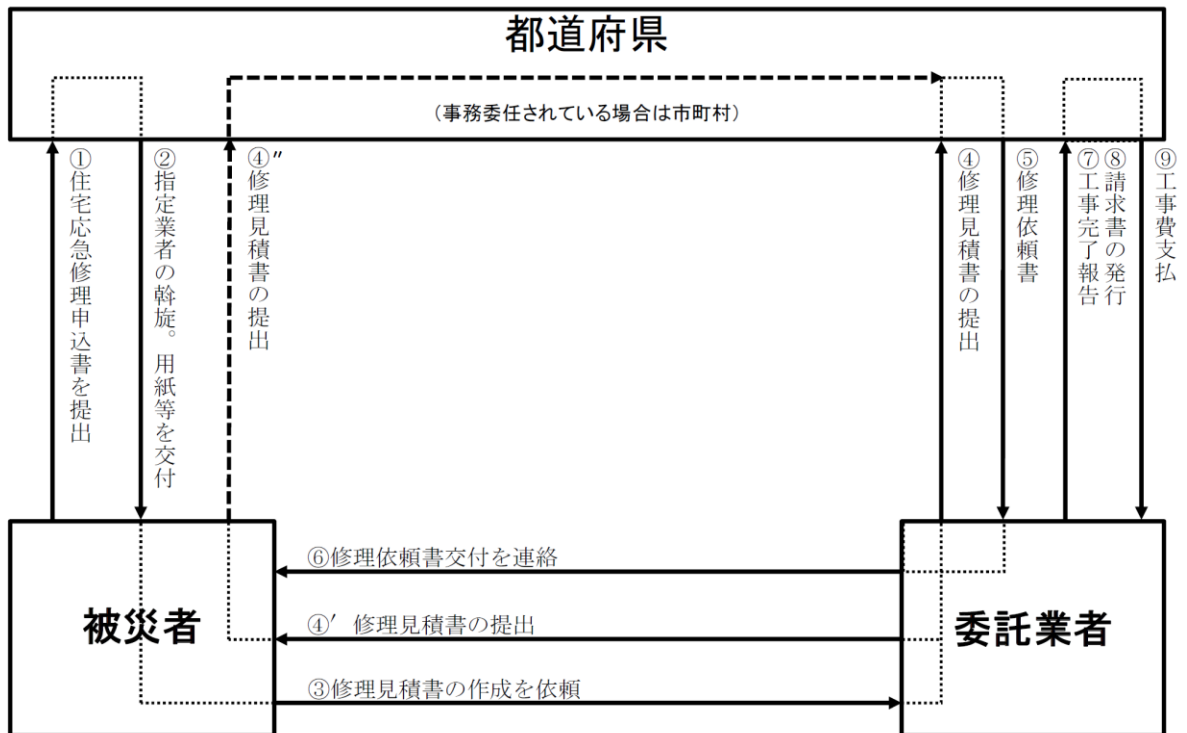 都道府県
（事務委任されている場合は市町村）
①住宅応急修理申込書を提出
②指定業者の斡旋。用紙等を交付
④″修理見積書の提出
④修理見積書の提出
⑤修理依頼書
⑦工事完了報告
⑧請求書の発行
⑨工事費支払
⑥修理依頼書交付を連絡
④′修理見積書の提出
③修理見積書の作成を依頼
被災者
委託業者